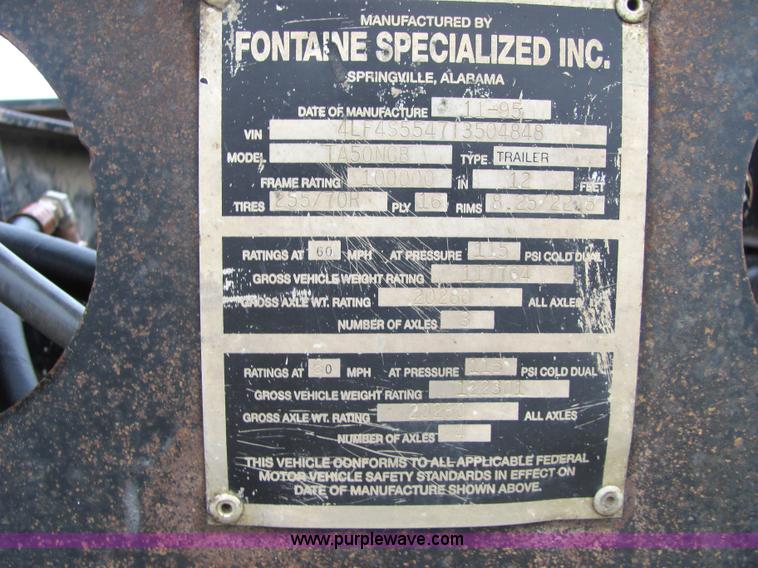 MANUFACTURED BY
FONTAINE SPECIALIZED INC.
SPRINGVILLE, ALABAMA
DATE OF MANUFACTURE 11-95
VIN 4LF4S5547T3504848
MODEL TA50NGB TYPE TRAILER
FRAME RATING 100000 IN 12 FEET
TIRES 255/70R PLY 16 RIMS 8.25/22.5
RATINGS AT 60 MPH AT PRESSURE 115 PSI COLD DUAL
GROSS VEHICLE WEIGHT RATING 117764
GROSS AXLE WT. RATING 20280 ALL AXLES
NUMBER OF AXLES 3
RATINGS AT MPH AT PRESSURE 115 PSI COLD DUAL
GROSS VEHICLE WEIGHT RATING
GROSS AXLE WT. RATING ALL AXLES
NUMBER OF AXLES
THIS VEHICLE CONFORMS TO ALL APPLICABLE FEDERAL
MOTOR VEHICLE SAFETY STANDARDS IN EFFECT ON
DATE OF MANUFACTURE SHOWN ABOVE.
www.purplewave.com